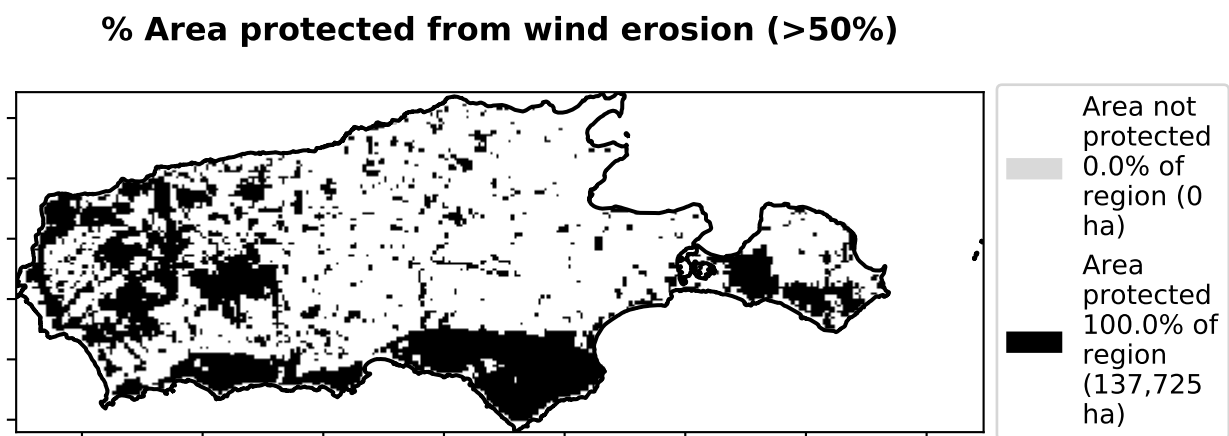 % Area protected from wind erosion (>50%)
Area not
protected
0.0% of
region (0
ha)
Area
protected
100.0% of
region
(137,725
ha)